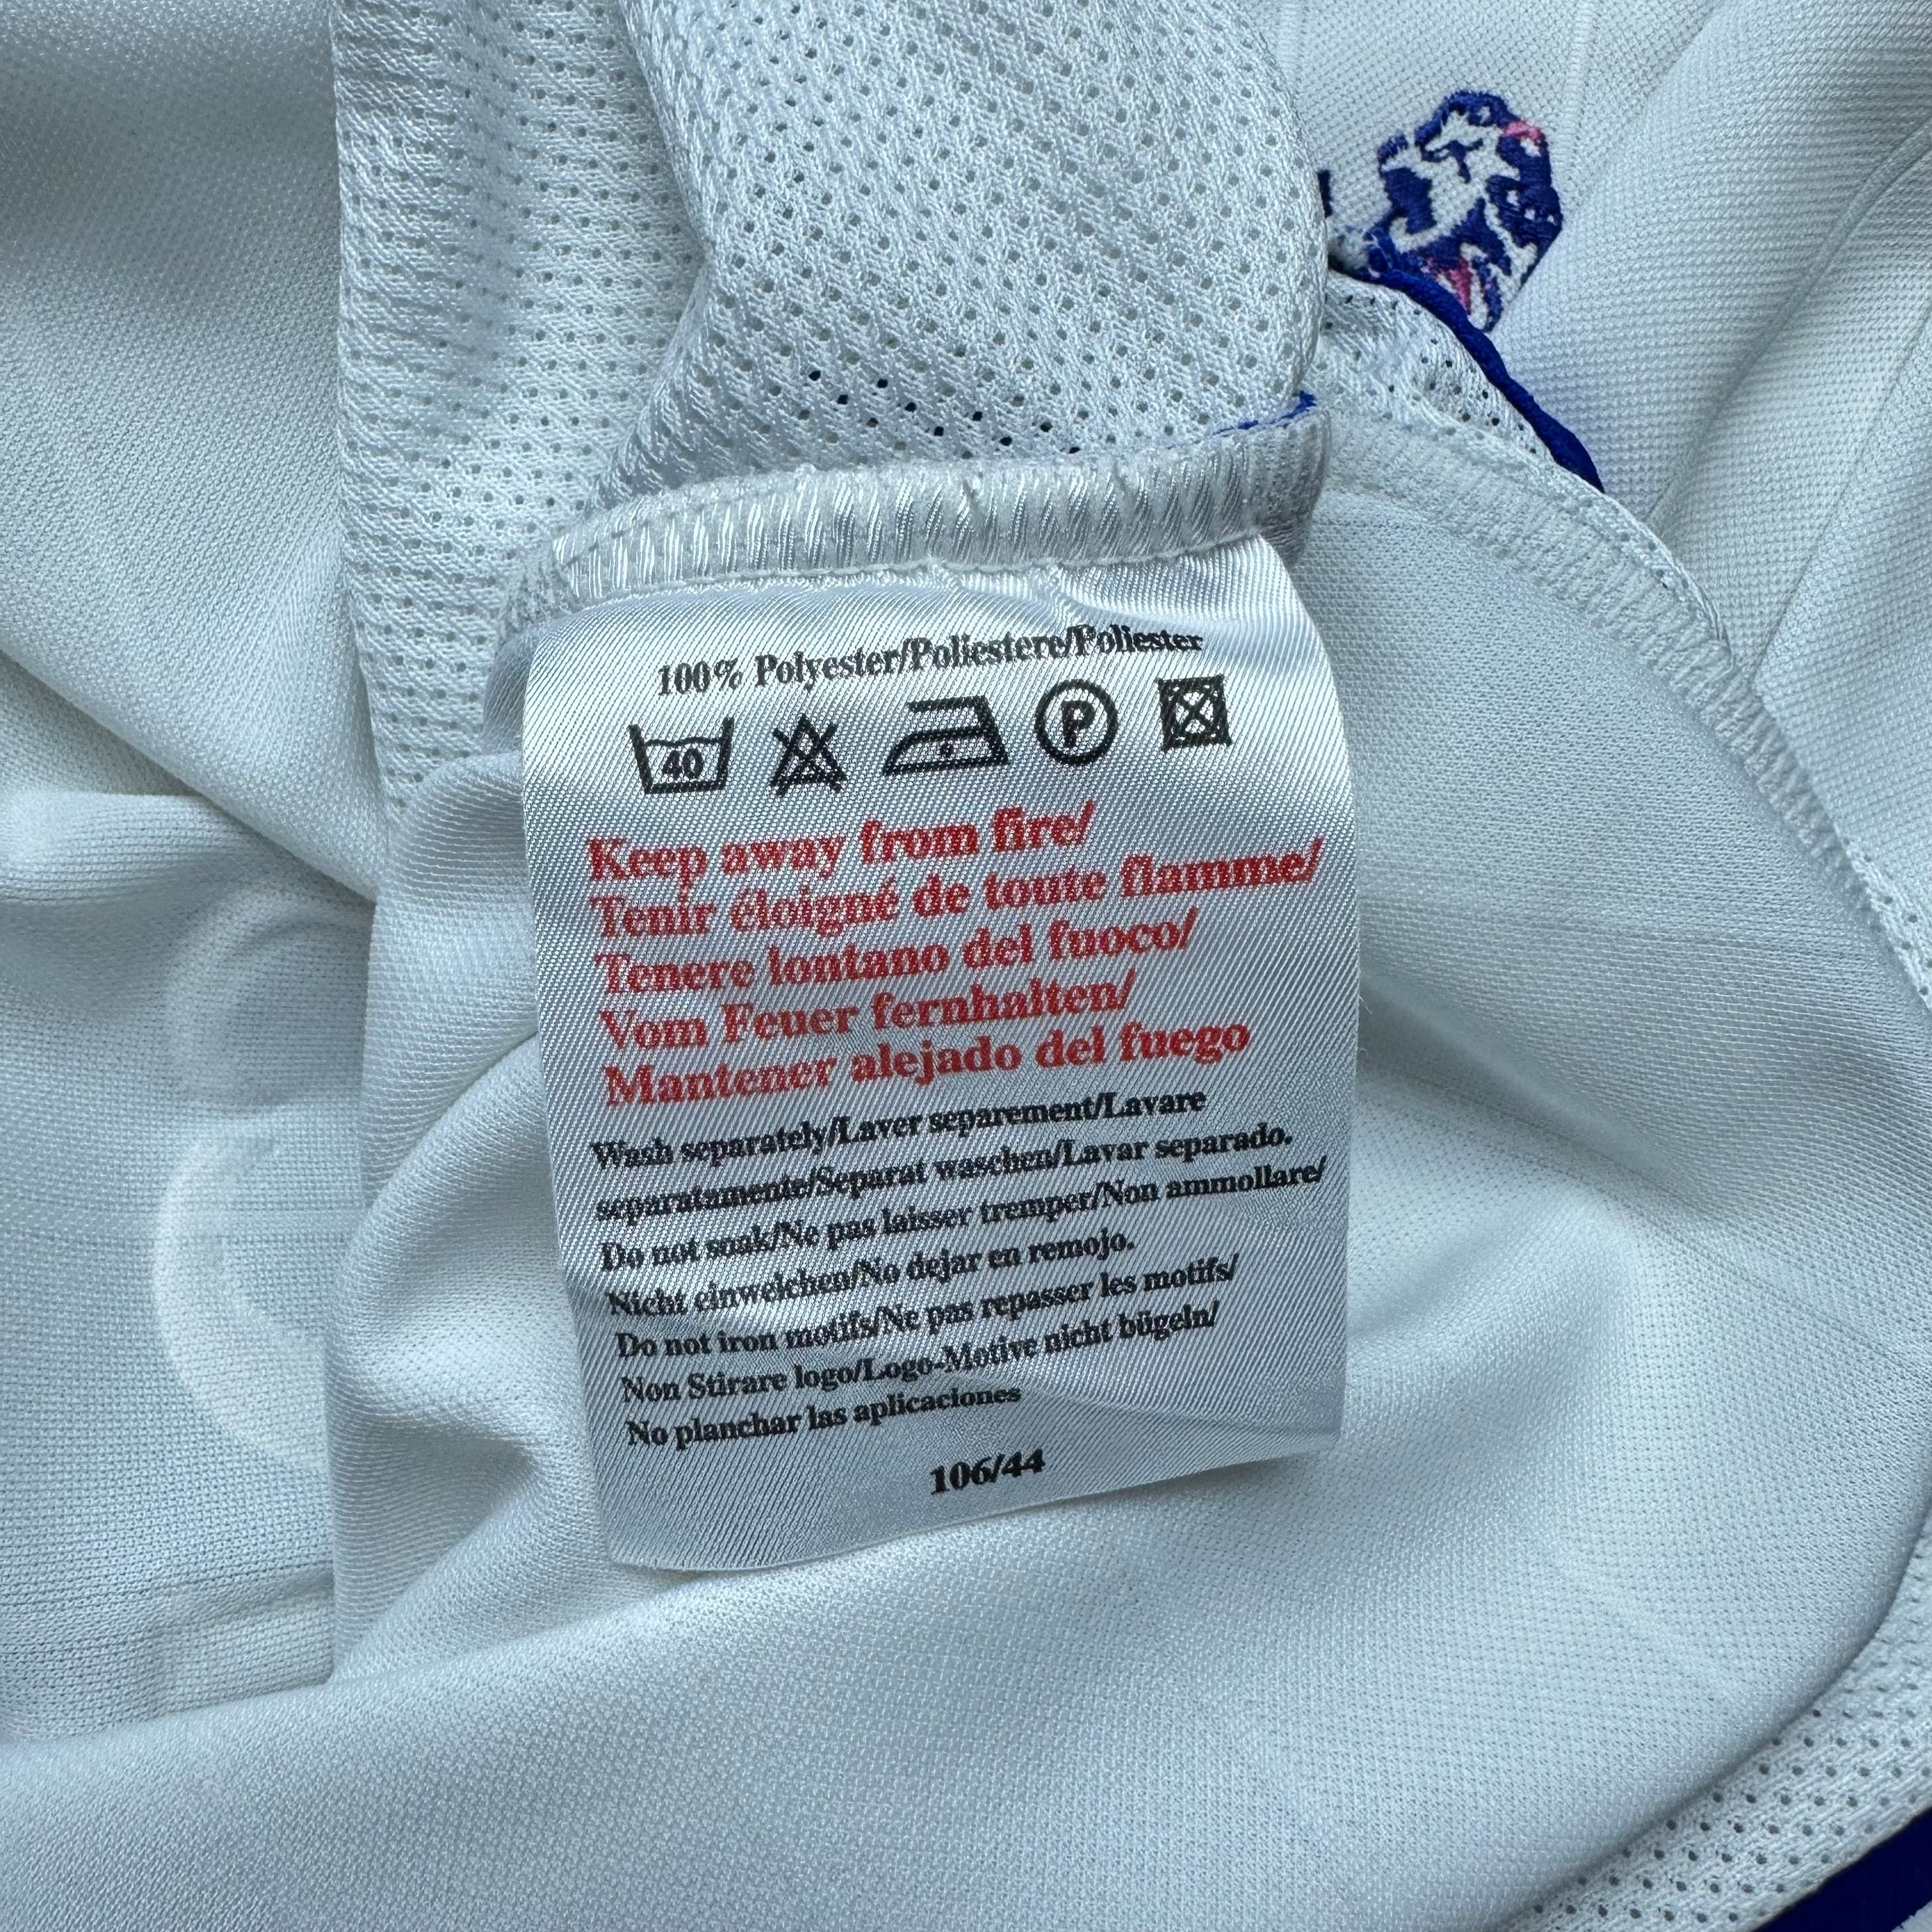 100% Polyester/Poliestere/Poliester
40 P
Keep away from fire/
Tenir éloigné de toute flamme/
Tenere lontano del fuoco/
Vom Feuer fernhalten/
Mantener alejado del fuego
Wash separately/Laver separement/Lavare
separatamente/Separat waschen/Lavar separado.
Do not soak/Ne pas laisser tremper/Non ammollare/
Nicht einweichen/No dejar en remojo.
Do not iron motifs/Ne pas repasser les motifs/
Non Stirare logo/Logo-Motive nicht bügeln/
No planchar las aplicaciones
106/44